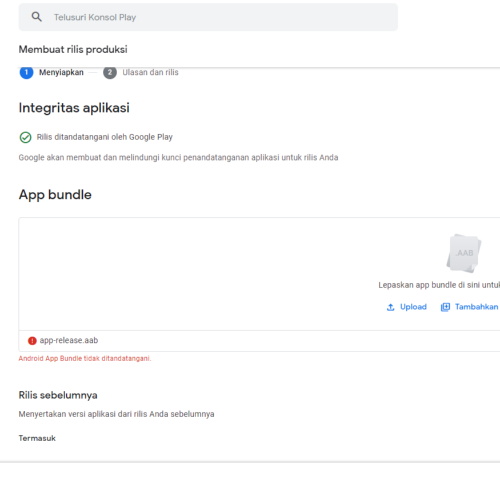 Telusuri Konsol Play
Membuat rilis produksi
1 Menyiapkan 2 Ulasan dan rilis
Integritas aplikasi
Rilis ditandatangani oleh Google Play
Google akan membuat dan melindungi kunci penandatanganan aplikasi untuk rilis Anda
App bundle
.AAB
Lepaskan app bundle di sini untuk
Upload Tambahkan
app-release.aab
Android App Bundle tidak ditandatangani.
Rilis sebelumnya
Menyertakan versi aplikasi dari rilis Anda sebelumnya
Termasuk